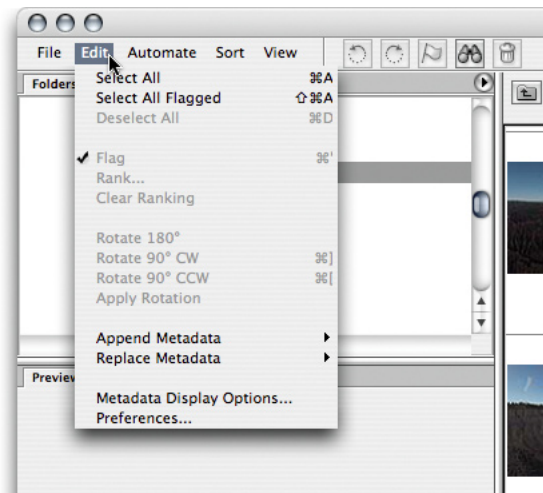 File Edit Automate Sort View
Folders
Select All ⌘A
Select All Flagged ⇧⌘A
Deselect All ⌘D
✓ Flag ⌘'
Rank...
Clear Ranking
Rotate 180°
Rotate 90° CW ⌘]
Rotate 90° CCW ⌘[
Apply Rotation
Append Metadata
Replace Metadata
Preview
Metadata Display Options...
Preferences...